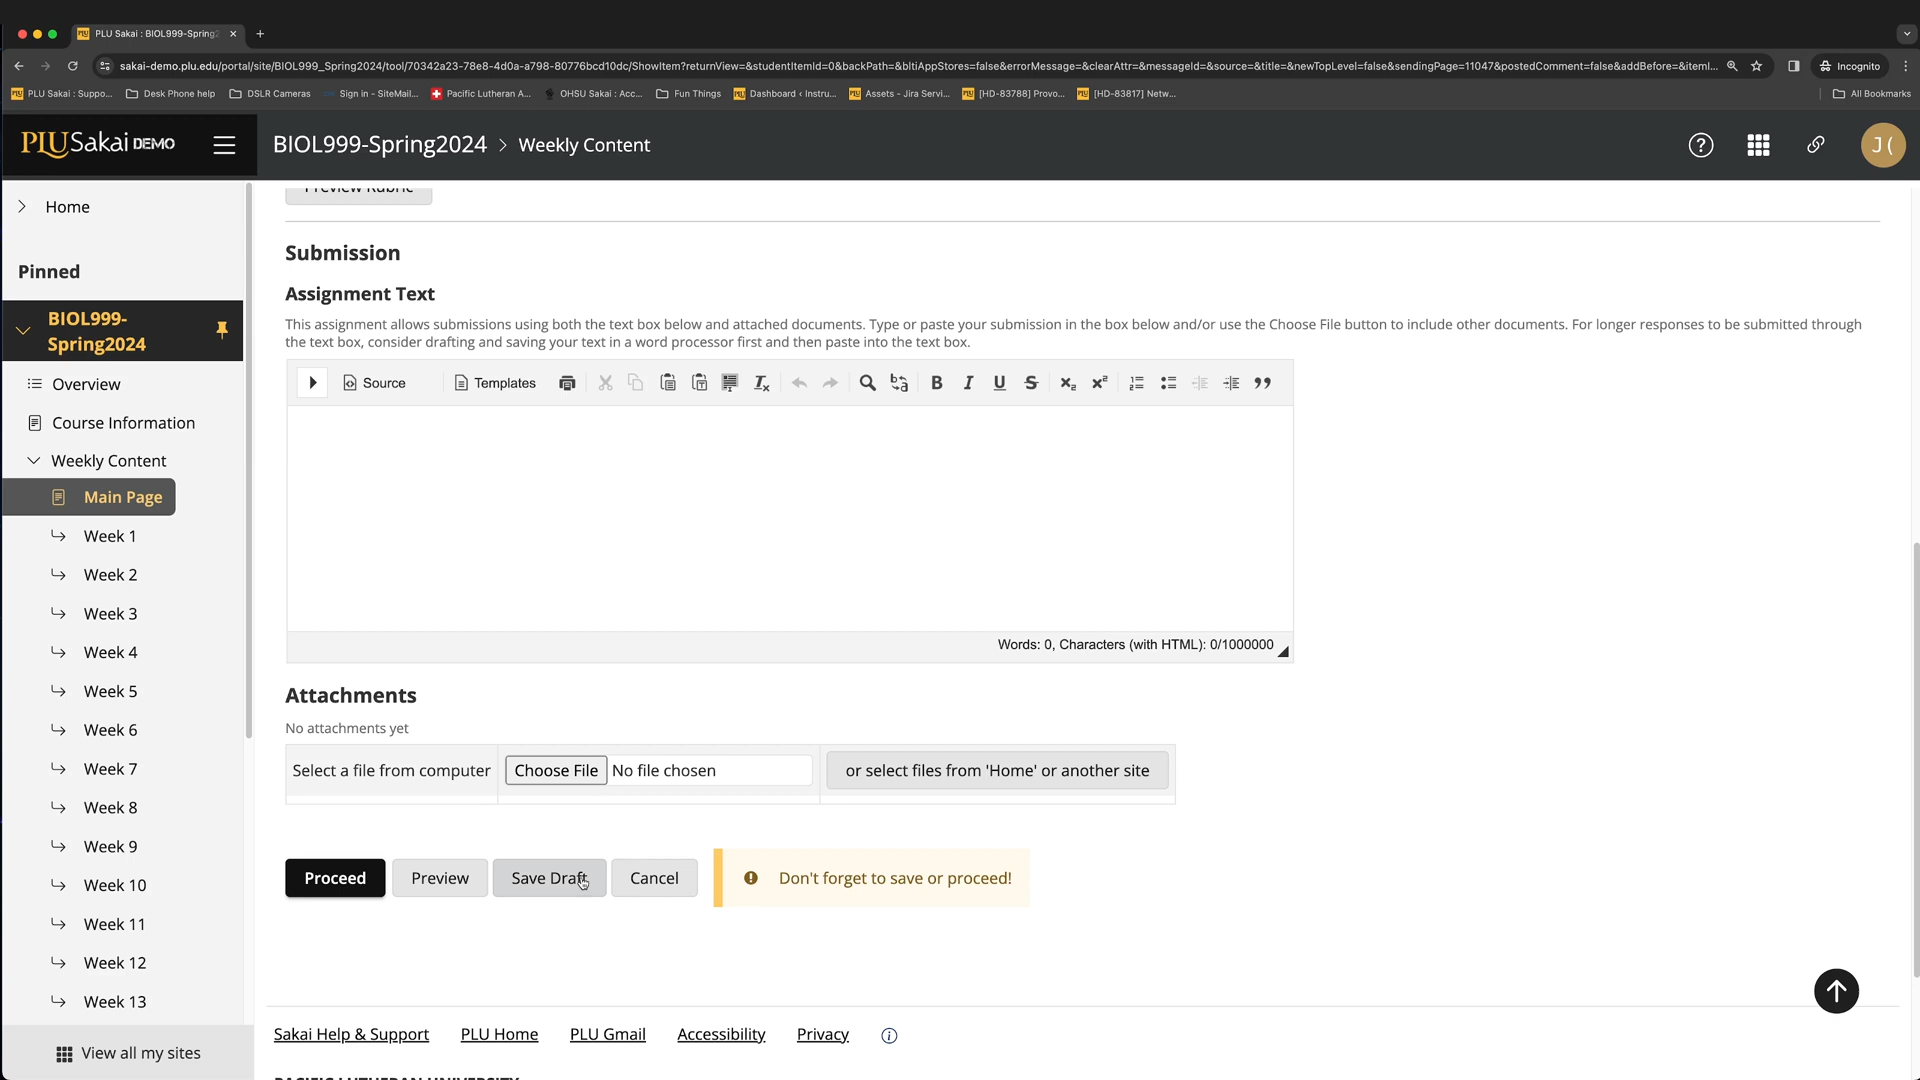 PLU Sakai : BIOL999-Spring2
sakai-demo.plu.edu/portal/site/BIOL999_Spring2024/tool/70342a23-78e8-4d0a-a798-80776bcd10dc/ShowItem?returnView=&studentItemId=0&backPath=&bltiAppStores=false&errorMessage=&clearAttr=&messageId=&source=&title=&newTopLevel=false&sendingPage=11047&postedComment=false&addBefore=&itemI...
Incognito
PLU Sakai : Suppo... Desk Phone help DSLR Cameras Sign in - SiteMail... Pacific Lutheran A... OHSU Sakai : Acc... Fun Things Dashboard ‹ Instru... Assets - Jira Servi... [HD-83788] Provo... [HD-83817] Netw... All Bookmarks
PLU Sakai DEMO
BIOL999-Spring2024 > Weekly Content
J (
Home
Pinned
BIOL999-
Spring2024
Overview
Course Information
Weekly Content
Main Page
Week 1
Week 2
Week 3
Week 4
Week 5
Week 6
Week 7
Week 8
Week 9
Week 10
Week 11
Week 12
Week 13
View all my sites
Preview Rubric
Submission
Assignment Text
This assignment allows submissions using both the text box below and attached documents. Type or paste your submission in the box below and/or use the Choose File button to include other documents. For longer responses to be submitted through
the text box, consider drafting and saving your text in a word processor first and then paste into the text box.
Source Templates
Words: 0, Characters (with HTML): 0/1000000
Attachments
No attachments yet
Select a file from computer Choose File No file chosen or select files from 'Home' or another site
Proceed Preview Save Draft Cancel Don't forget to save or proceed!
Sakai Help & Support PLU Home PLU Gmail Accessibility Privacy
PACIFIC LUTHERAN UNIVERSITY